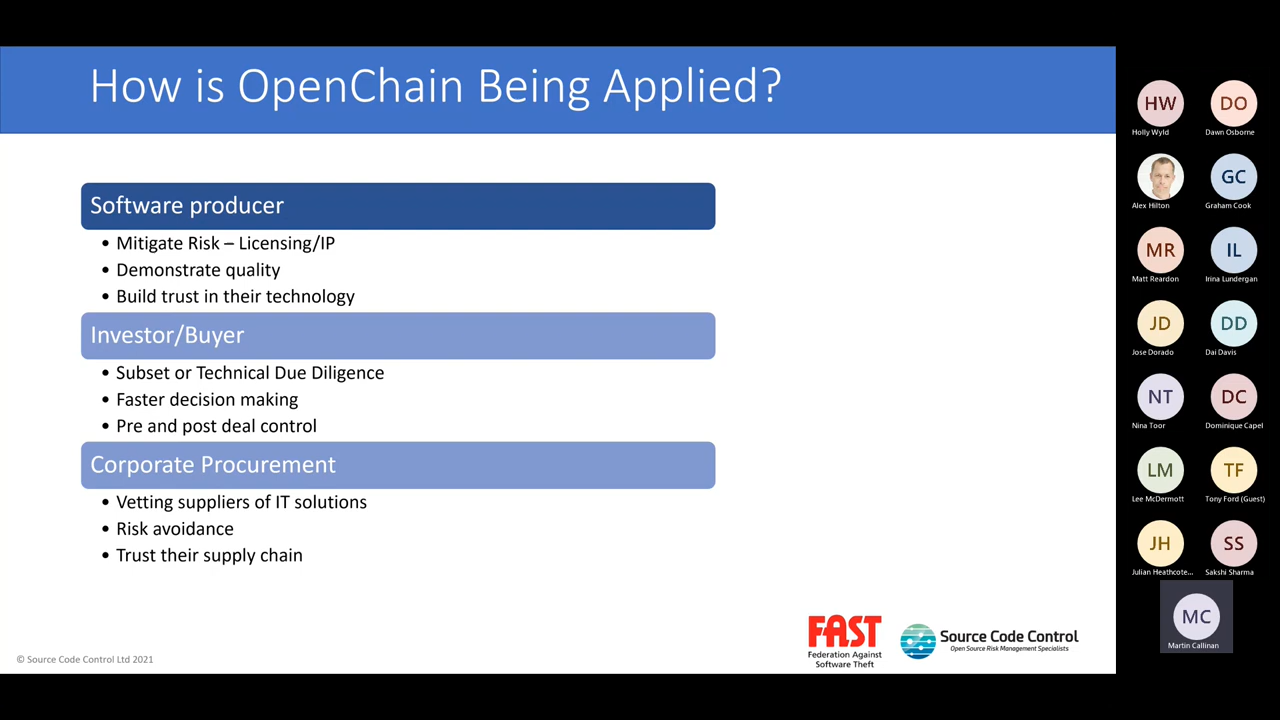 How is OpenChain Being Applied?
Software producer
• Mitigate Risk – Licensing/IP
• Demonstrate quality
• Build trust in their technology
Investor/Buyer
• Subset or Technical Due Diligence
• Faster decision making
• Pre and post deal control
Corporate Procurement
• Vetting suppliers of IT solutions
• Risk avoidance
• Trust their supply chain
© Source Code Control Ltd 2021
FAST
Federation Against
Software Theft
Source Code Control
Open Source Risk Management Specialists
HW
Holly Wyld
DO
Dawn Osborne
Alex Hilton
GC
Graham Cook
MR
Matt Reardon
IL
Irina Lundergan
JD
Jose Dorado
DD
Dai Davis
NT
Nina Toor
DC
Dominique Capel
LM
Lee McDermott
TF
Tony Ford (Guest)
JH
Julian Heathcote...
SS
Sakshi Sharma
MC
Martin Callinan